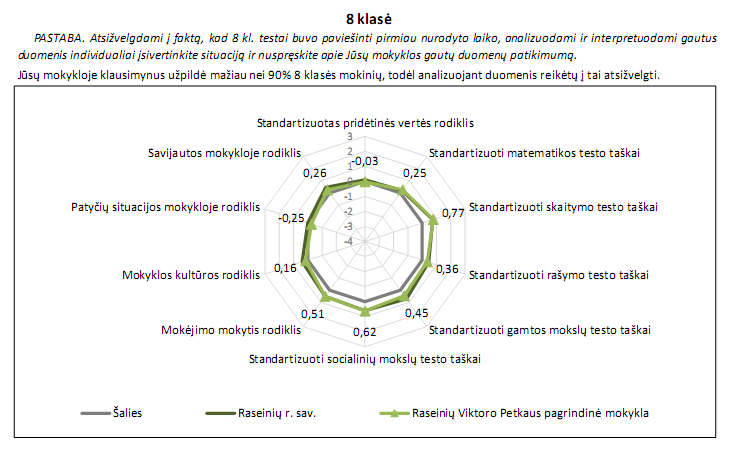 8 klasė
PASTABA. Atsižvelgdami į faktą, kad 8 kl. testai buvo paviešinti pirmiau nurodyto laiko, analizuodami ir interpretuodami gautus
duomenis individualiai įsivertinkite situaciją ir nuspręskite apie Jūsų mokyklos gautų duomenų patikimumą.
Jūsų mokykloje klausimynus užpildė mažiau nei 90% 8 klasės mokinių, todėl analizuojant duomenis reikėtų į tai atsižvelgti.
Standartizuotas pridėtinės vertės rodiklis
3
Savijautos mokykloje rodiklis
2
Standartizuoti matematikos testo taškai
1
-0,03
0,26
0,25
0
Patyčių situacijos mokykloje rodiklis
-0,25
-1
0,77
Standartizuoti skaitymo testo taškai
-2
-3
-4
Mokyklos kultūros rodiklis
0,16
0,36
Standartizuoti rašymo testo taškai
0,51
0,45
Mokėjimo mokytis rodiklis
0,62
Standartizuoti gamtos mokslų testo taškai
Standartizuoti socialinių mokslų testo taškai
Šalies
Raseinių r. sav.
Raseinių Viktoro Petkaus pagrindinė mokykla